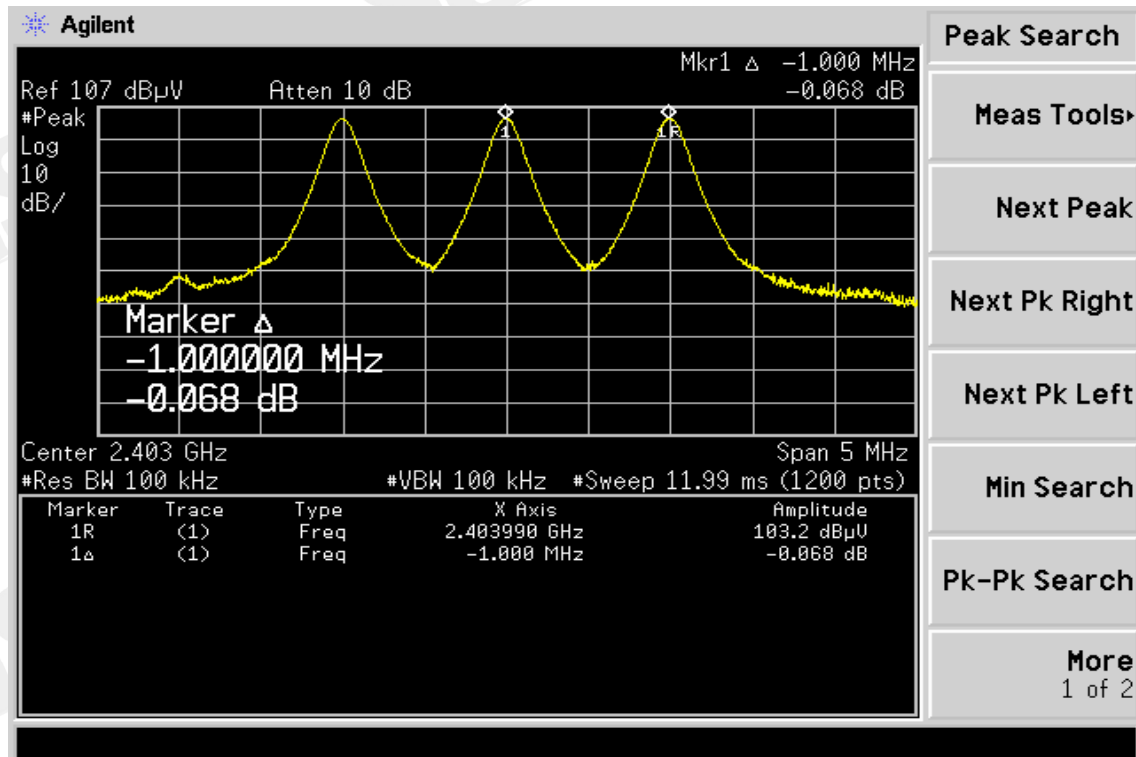 Agilent
Peak Search
Mkr1 Δ -1.000 MHz
Ref 107 dBµV Atten 10 dB -0.068 dB
#Peak
Log
10
dB/
1
1R
Marker Δ
-1.000000 MHz
-0.068 dB
Center 2.403 GHz Span 5 MHz
#Res BW 100 kHz #VBW 100 kHz #Sweep 11.99 ms (1200 pts)
Marker Trace Type X Axis Amplitude
1R (1) Freq 2.403990 GHz 103.2 dBµV
1Δ (1) Freq -1.000 MHz -0.068 dB
Meas Tools▸
Next Peak
Next Pk Right
Next Pk Left
Min Search
Pk-Pk Search
More
1 of 2